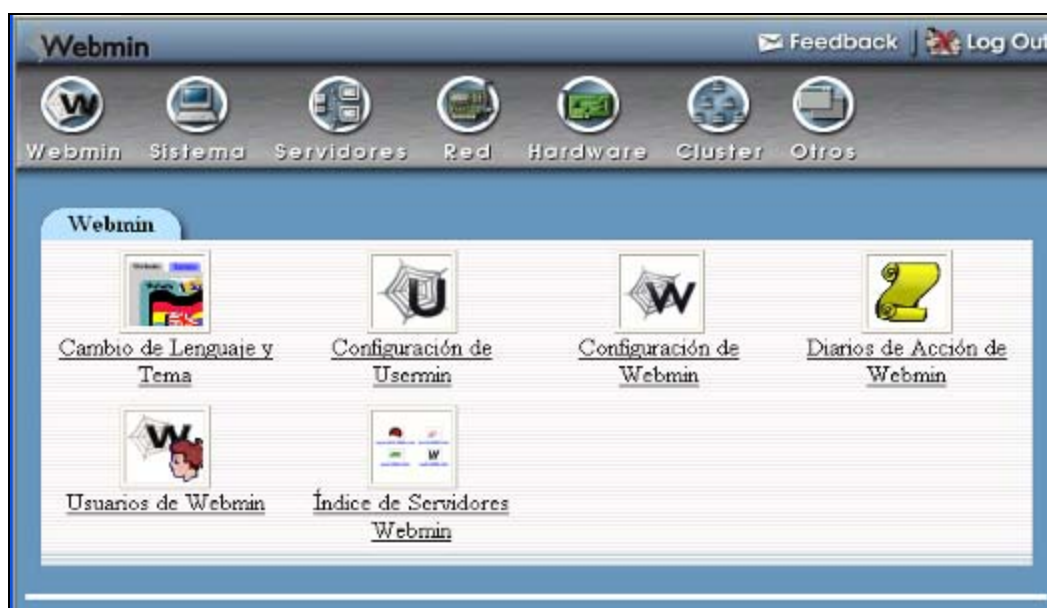 Webmin
Feedback | Log Out
Webmin Sistema Servidores Red Hardware Cluster Otros
Webmin
Cambio de Lenguaje y
Tema
Configuración de
Usermin
Configuración de
Webmin
Diarios de Acción de
Webmin
Usuarios de Webmin
Índice de Servidores
Webmin